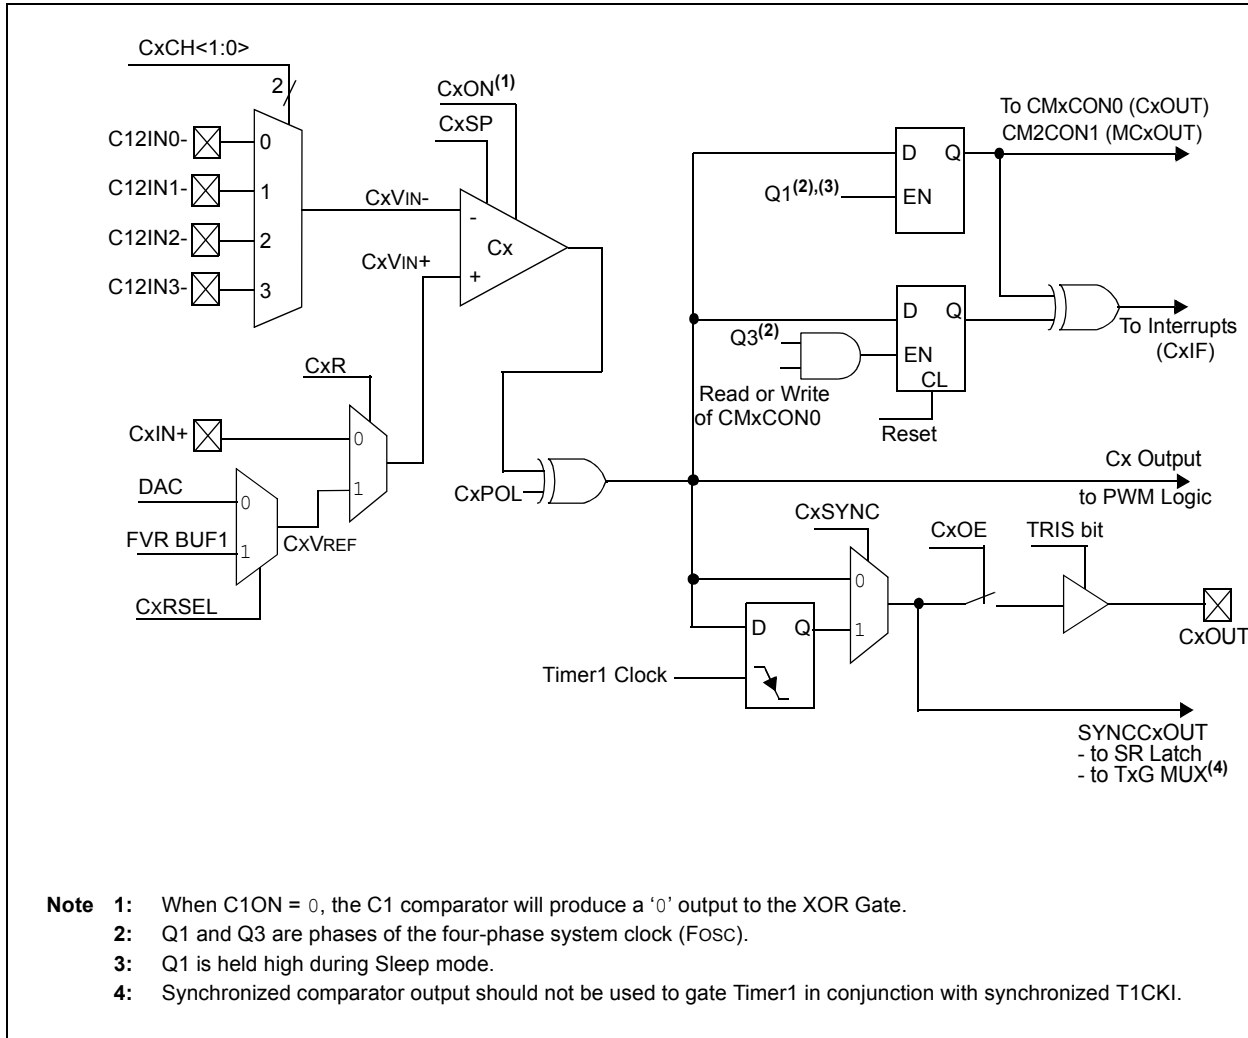 CxCH<1:0>
2
CxON(1)
CxSP
C12IN0-
0
C12IN1-
1
C12IN2-
2
C12IN3-
3
CxVIN-
CxVIN+
-
+
Cx
CxR
CxIN+
0
1
DAC
0
FVR BUF1
1
CxVREF
CxRSEL
CxPOL
D
Q
EN
Q1(2),(3)
To CMxCON0 (CxOUT)
CM2CON1 (MCxOUT)
D
Q
EN
CL
Q3(2)
Read or Write
of CMxCON0
Reset
To Interrupts
(CxIF)
Cx Output
to PWM Logic
CxSYNC
0
1
D
Q
Timer1 Clock
CxOE
TRIS bit
CxOUT
SYNCCxOUT
- to SR Latch
- to TxG MUX(4)
Note 1: When C1ON = 0, the C1 comparator will produce a ‘0’ output to the XOR Gate.
2: Q1 and Q3 are phases of the four-phase system clock (FOSC).
3: Q1 is held high during Sleep mode.
4: Synchronized comparator output should not be used to gate Timer1 in conjunction with synchronized T1CKI.